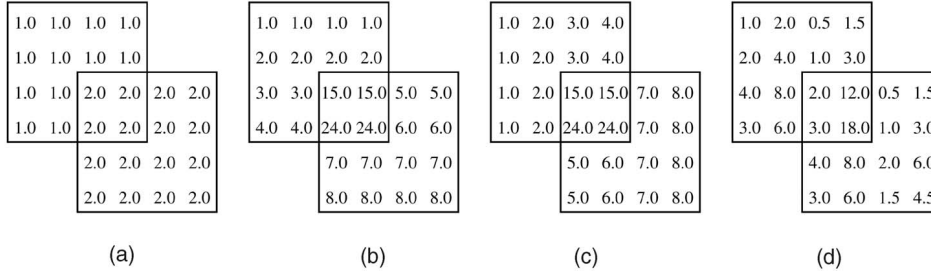 1.0 1.0 1.0 1.0 1.0 1.0 1.0 1.0 1.0 2.0 3.0 4.0 1.0 2.0 0.5 1.5
1.0 1.0 1.0 1.0 2.0 2.0 2.0 2.0 1.0 2.0 3.0 4.0 2.0 4.0 1.0 3.0
1.0 1.0 2.0 2.0 2.0 2.0 3.0 3.0 15.0 15.0 5.0 5.0 1.0 2.0 15.0 15.0 7.0 8.0 4.0 8.0 2.0 12.0 0.5 1.5
1.0 1.0 2.0 2.0 2.0 2.0 4.0 4.0 24.0 24.0 6.0 6.0 1.0 2.0 24.0 24.0 7.0 8.0 3.0 6.0 3.0 18.0 1.0 3.0
2.0 2.0 2.0 2.0 7.0 7.0 7.0 7.0 5.0 6.0 7.0 8.0 4.0 8.0 2.0 6.0
2.0 2.0 2.0 2.0 8.0 8.0 8.0 8.0 5.0 6.0 7.0 8.0 3.0 6.0 1.5 4.5
(a) (b) (c) (d)